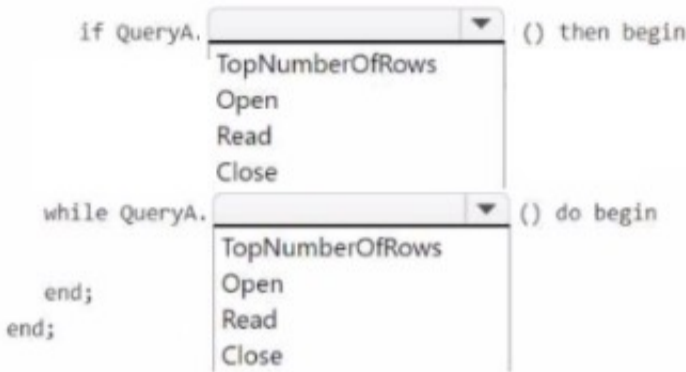 if QueryA. () then begin
TopNumberOfRows
Open
Read
Close
while QueryA. () do begin
TopNumberOfRows
Open
end;
Read
end;
Close